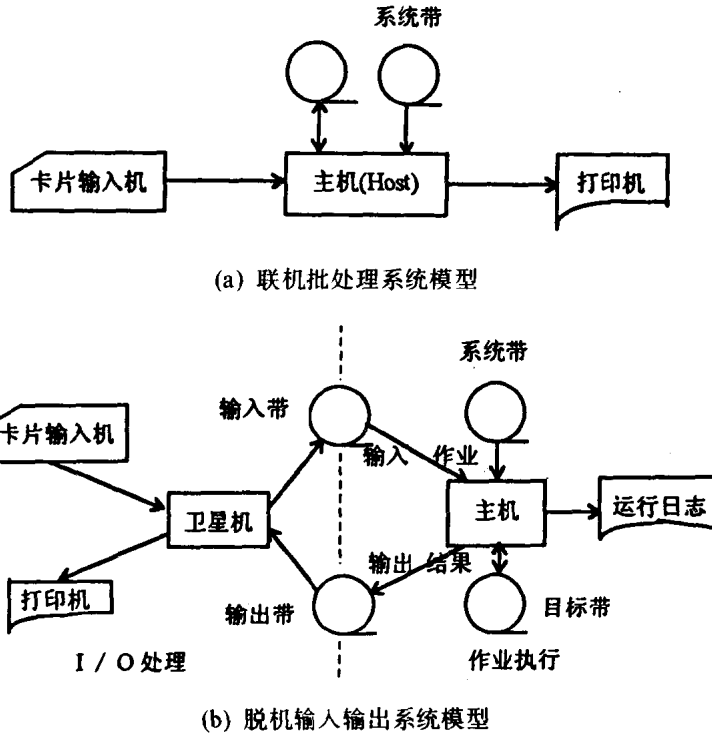 系统带
卡片输入机
主机(Host)
打印机
(a) 联机批处理系统模型
系统带
输入带
卡片输入机
输入 作业
卫星机
主机
运行日志
输出 结果
打印机
输出带
目标带
I / O处理
作业执行
(b) 脱机输入输出系统模型